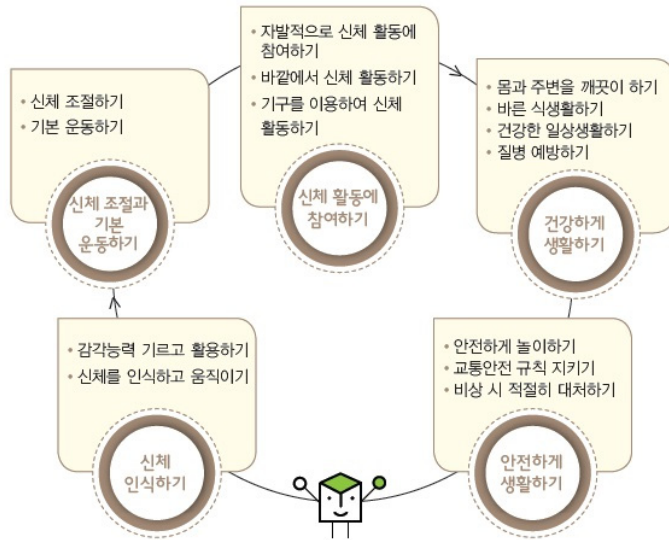 • 신체 조절하기
• 기본 운동하기
신체 조절과
기본
운동하기
• 자발적으로 신체 활동에
참여하기
• 바깥에서 신체 활동하기
• 기구를 이용하여 신체
활동하기
신체 활동에
참여하기
• 몸과 주변을 깨끗이 하기
• 바른 식생활하기
• 건강한 일상생활하기
• 질병 예방하기
건강하게
생활하기
• 감각능력 기르고 활용하기
• 신체를 인식하고 움직이기
신체
인식하기
• 안전하게 놀이하기
• 교통안전 규칙 지키기
• 비상 시 적절히 대처하기
안전하게
생활하기